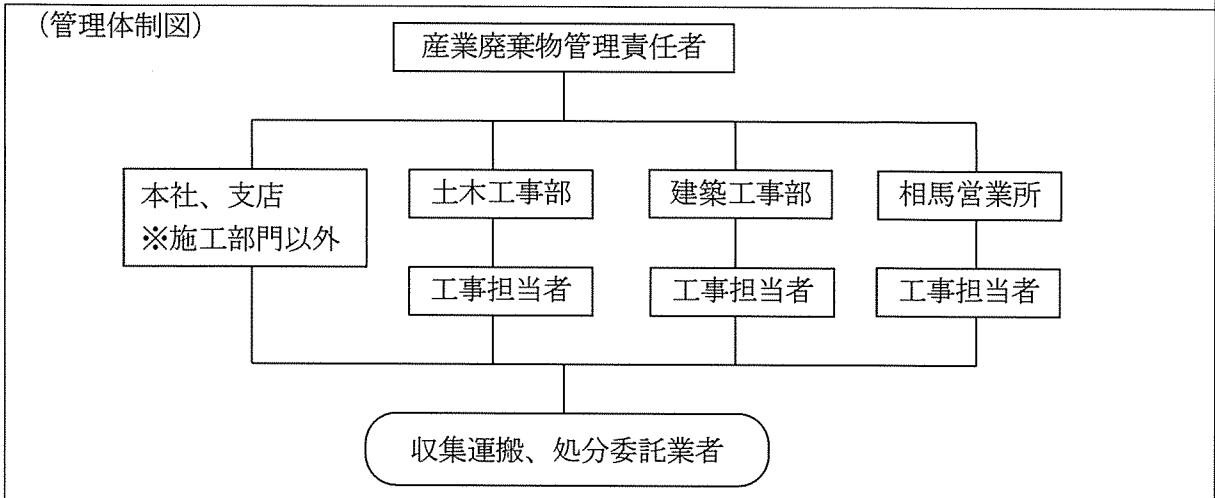 (管理体制図)
産業廃棄物管理責任者
本社、支店
※施工部門以外
土木工事部
建築工事部
相馬営業所
工事担当者
工事担当者
工事担当者
収集運搬、処分委託業者